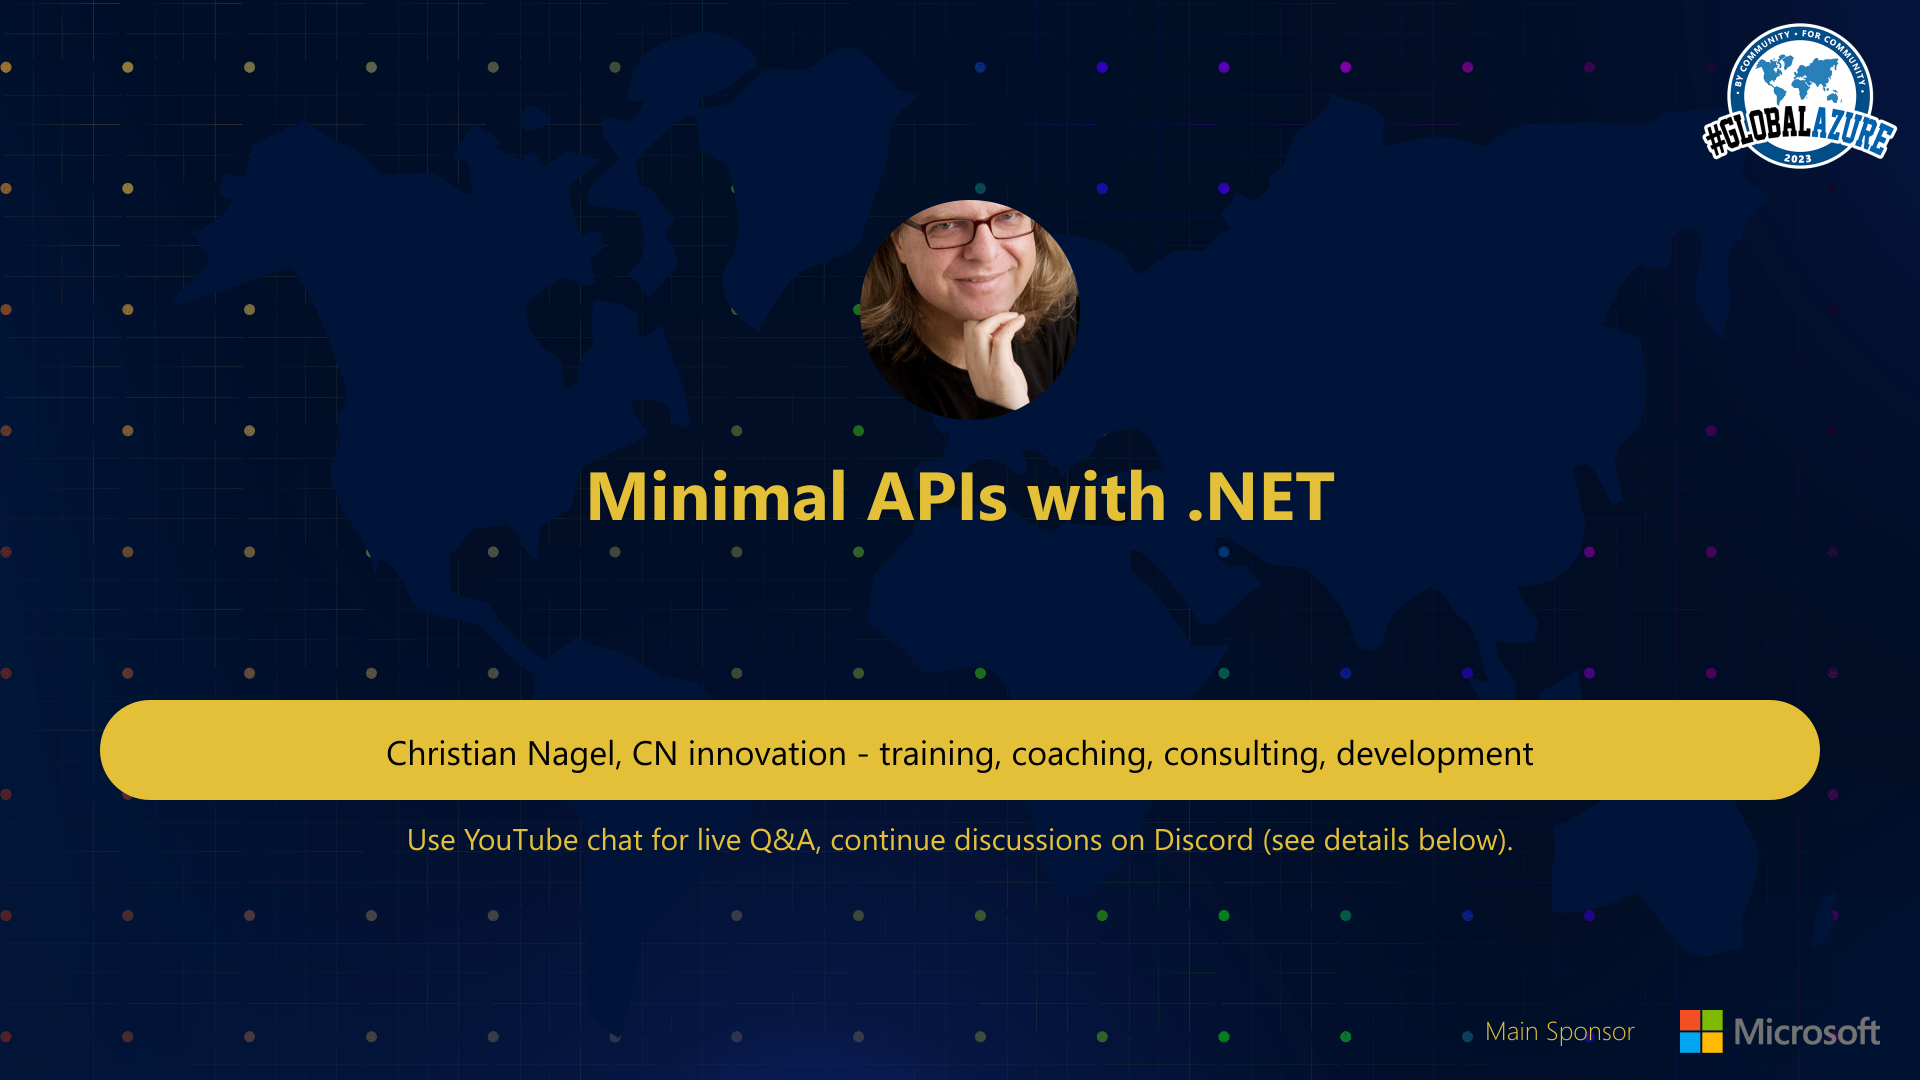 • BY COMMUNITY • FOR COMMUNITY •
#GLOBALAZURE
2023
Minimal APIs with .NET
Christian Nagel, CN innovation - training, coaching, consulting, development
Use YouTube chat for live Q&A, continue discussions on Discord (see details below).
Main Sponsor
Microsoft